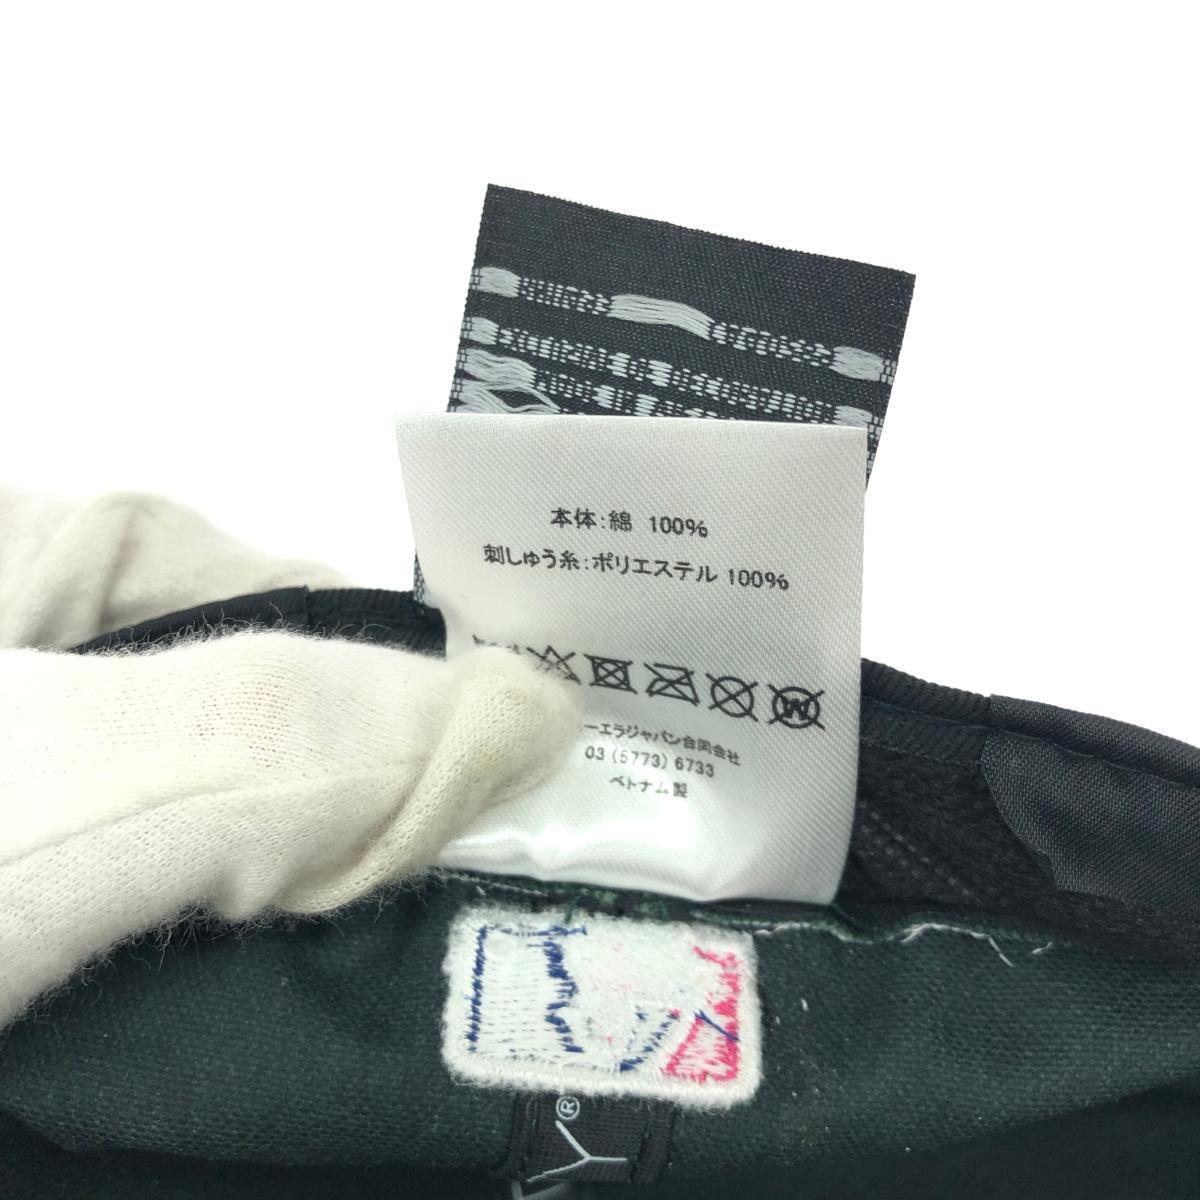 本体：綿 100%
刺しゅう糸：ポリエステル 100%
ーエラジャパン合同会社
03 (5773) 6733
ベトナム製
Y®